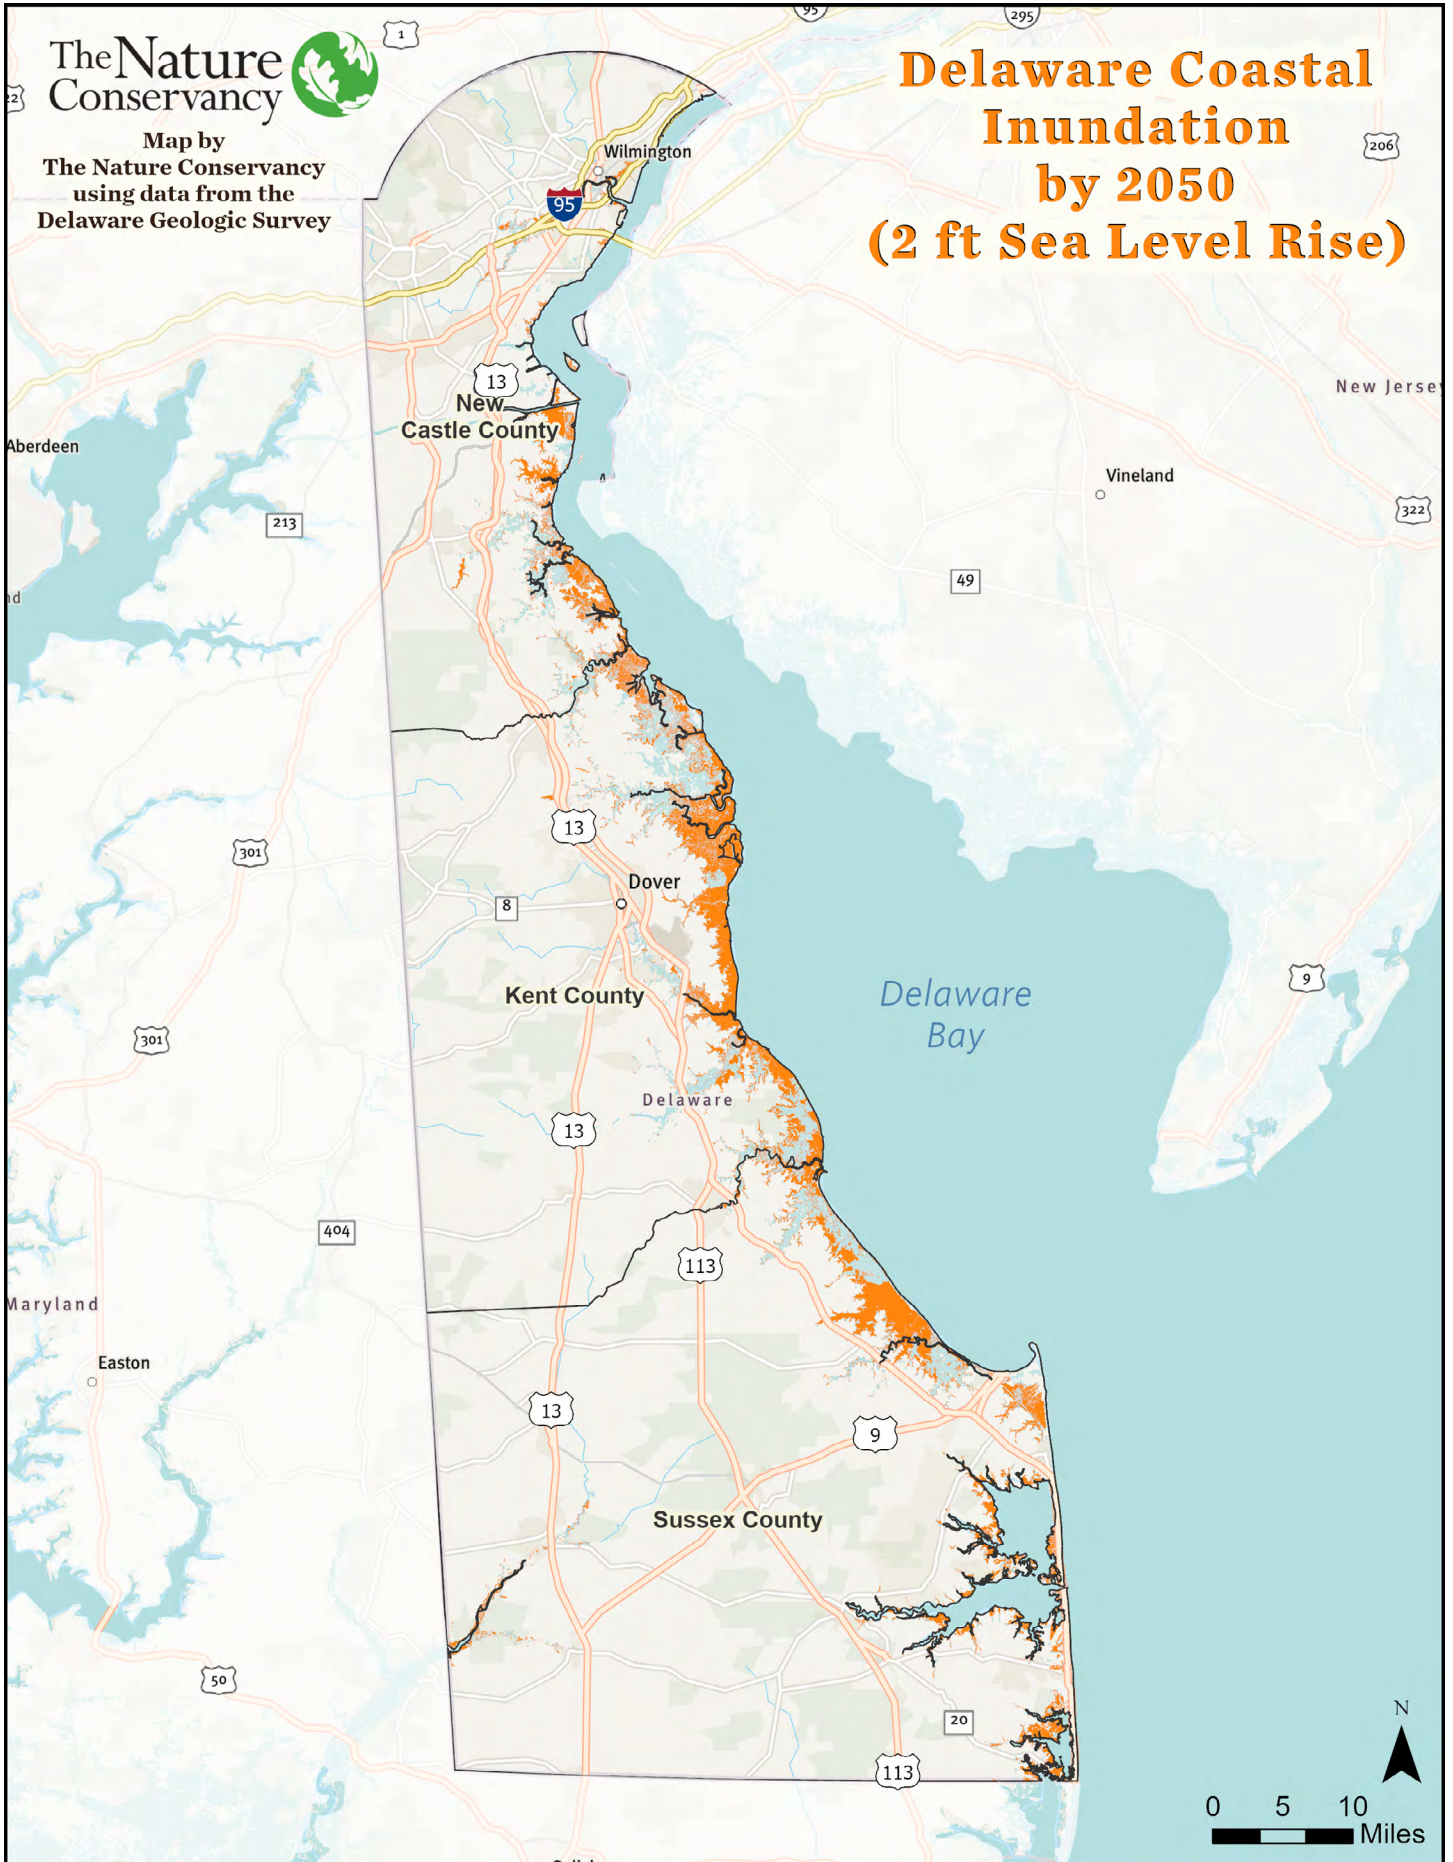 The Nature
Conservancy
Map by
The Nature Conservancy
using data from the
Delaware Geologic Survey
Delaware Coastal
Inundation
by 2050
(2 ft Sea Level Rise)
1
95
295
206
Wilmington
95
13
New
Castle County
New Jersey
Aberdeen
Vineland
213
322
49
13
301
Dover
8
Kent County
Delaware
Bay
9
301
Delaware
13
404
113
Maryland
Easton
13
9
Sussex County
50
20
113
N
0 5 10
Miles